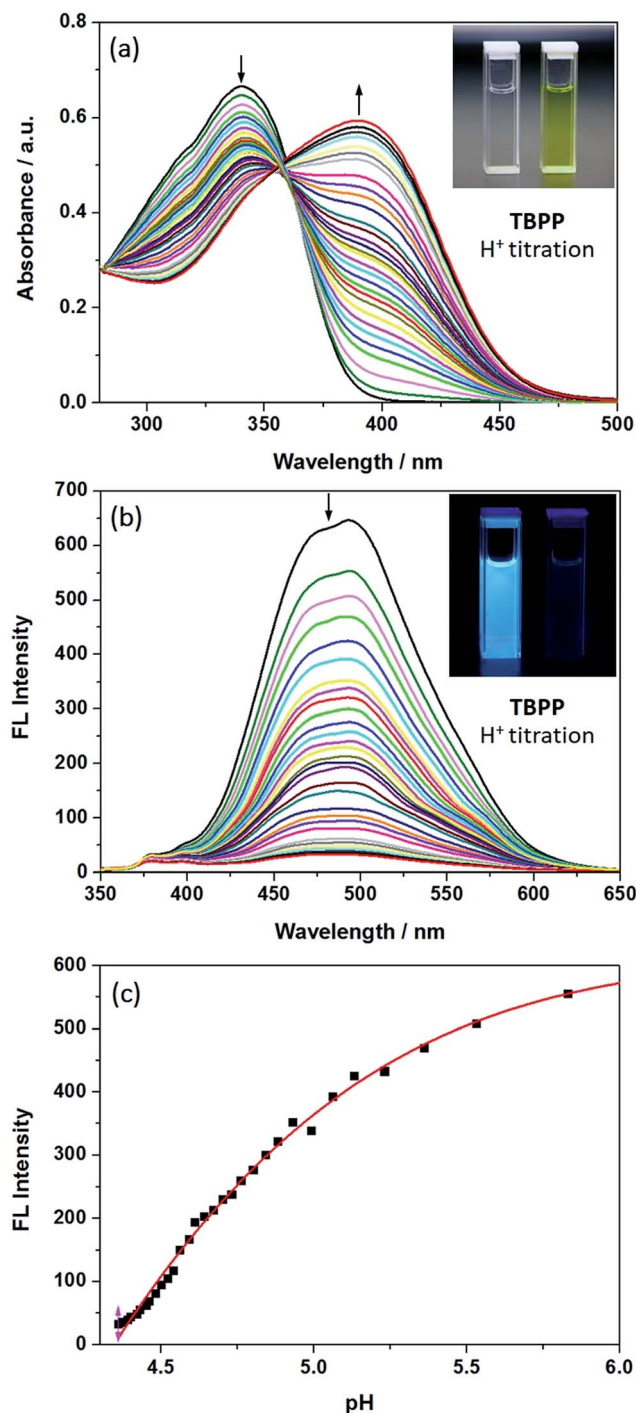 (a)
0.8
0.6
0.4
0.2
0.0
Absorbance / a.u.
TBPP
H⁺ titration
300 350 400 450 500
Wavelength / nm
(b)
700
600
500
400
300
200
100
0
FL Intensity
TBPP
H⁺ titration
350 400 450 500 550 600 650
Wavelength / nm
(c)
600
500
400
300
200
100
0
FL Intensity
4.5 5.0 5.5 6.0
pH